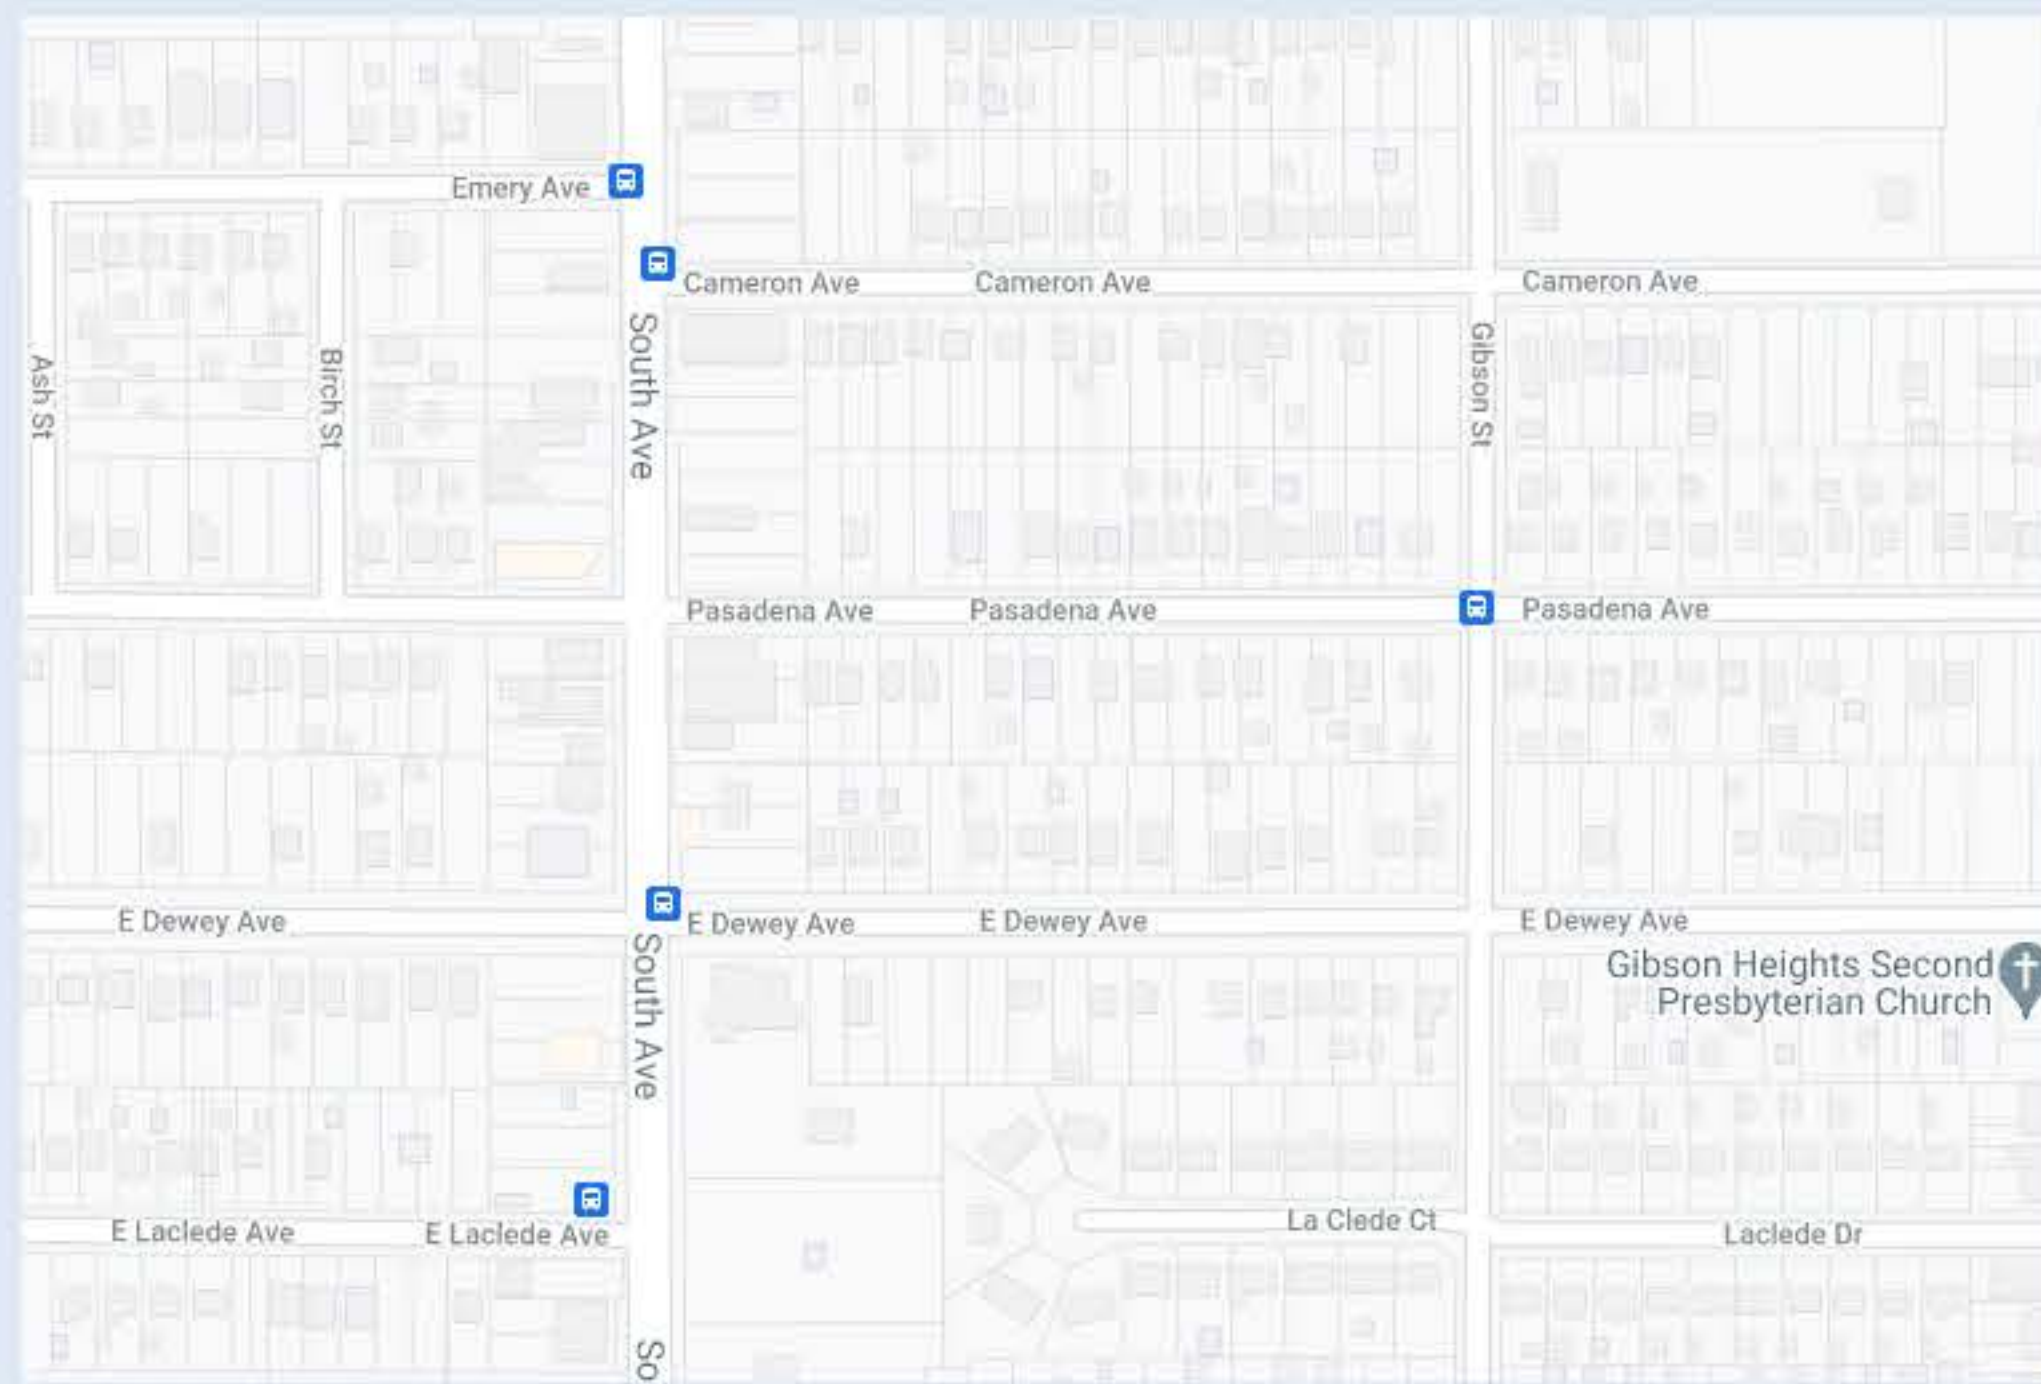 Emery Ave
Cameron Ave
Cameron Ave
Cameron Ave
Ash St
Birch St
South Ave
Gibson St
Pasadena Ave
Pasadena Ave
Pasadena Ave
E Dewey Ave
E Dewey Ave
E Dewey Ave
E Dewey Ave
South Ave
Gibson Heights Second
Presbyterian Church
E Laclede Ave
E Laclede Ave
La Clede Ct
Laclede Dr
So